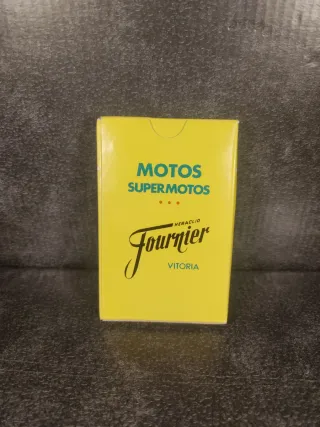 MOTOS
SUPERMOTOS
HERACLIO
Fournier
VITORIA